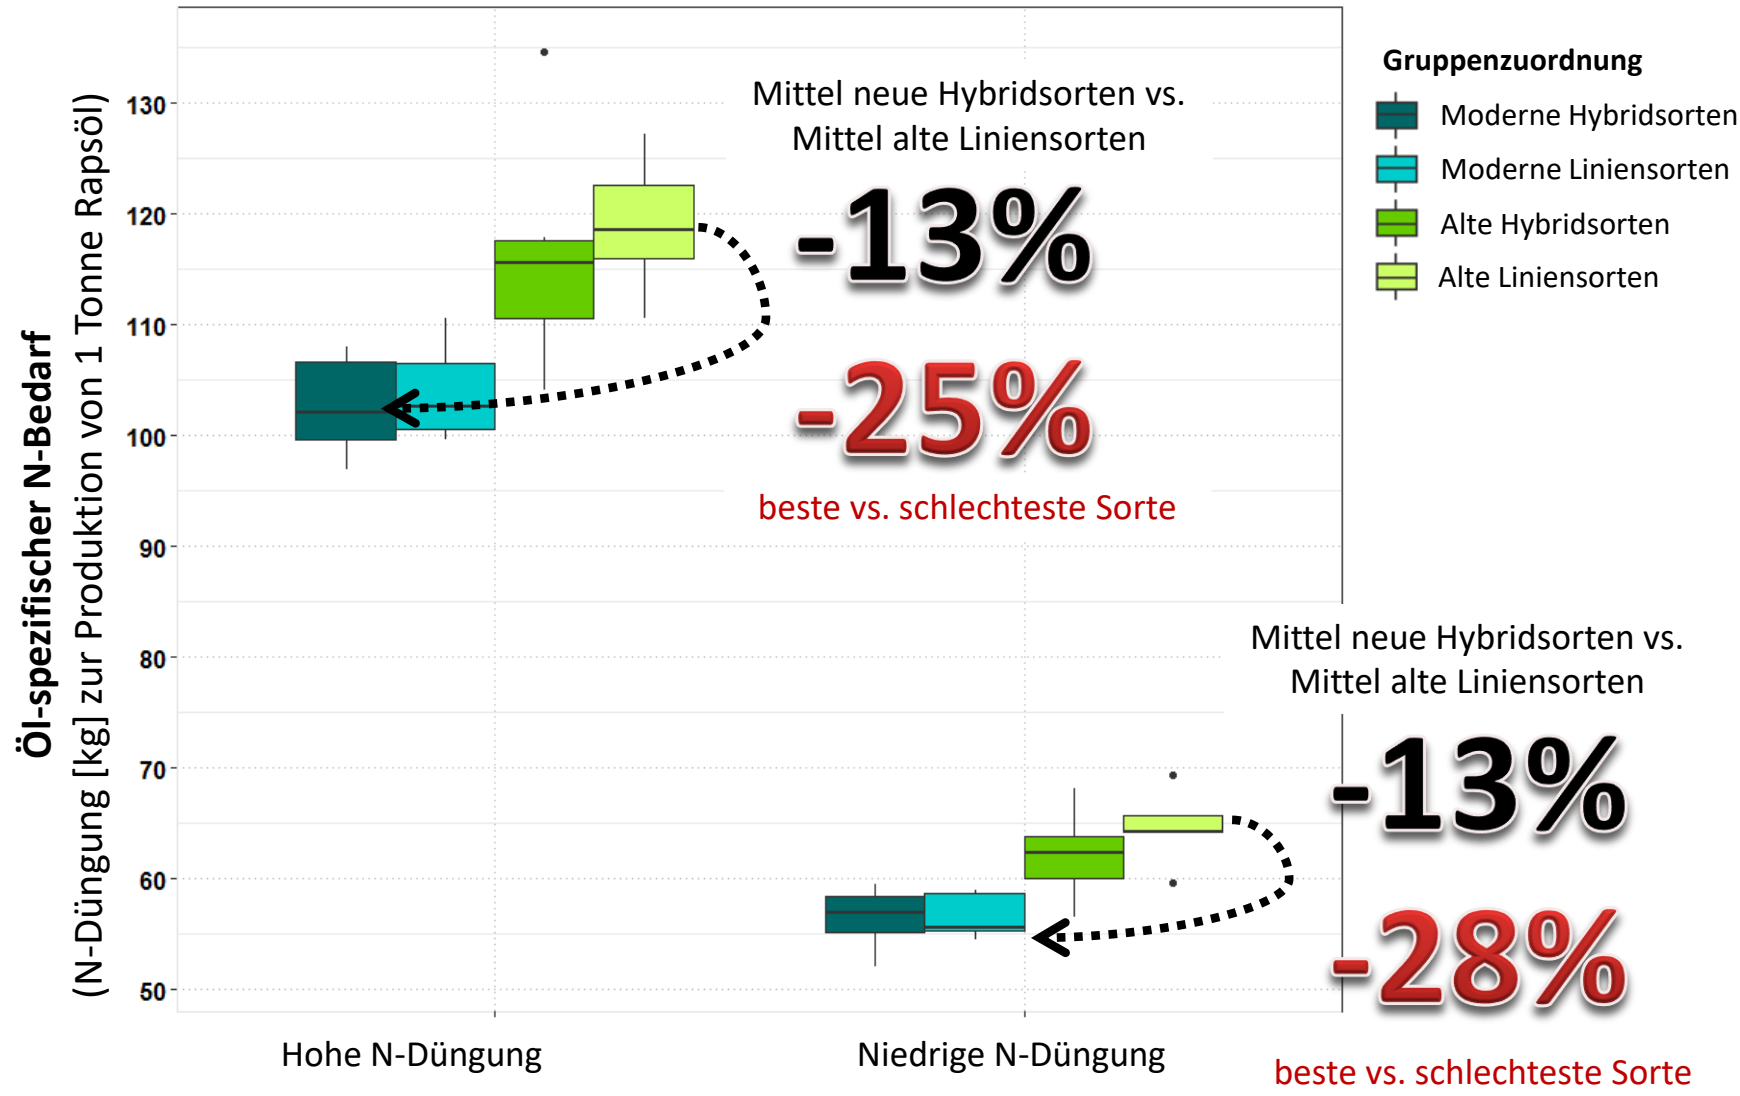 Öl-spezifischer N-Bedarf
(N-Düngung [kg] zur Produktion von 1 Tonne Rapsöl)
130
120
110
100
90
80
70
60
50
Mittel neue Hybridsorten vs.
Mittel alte Liniensorten
-13%
-25%
beste vs. schlechteste Sorte
Gruppenzuordnung
Moderne Hybridsorten
Moderne Liniensorten
Alte Hybridsorten
Alte Liniensorten
Mittel neue Hybridsorten vs.
Mittel alte Liniensorten
-13%
-28%
beste vs. schlechteste Sorte
Hohe N-Düngung
Niedrige N-Düngung